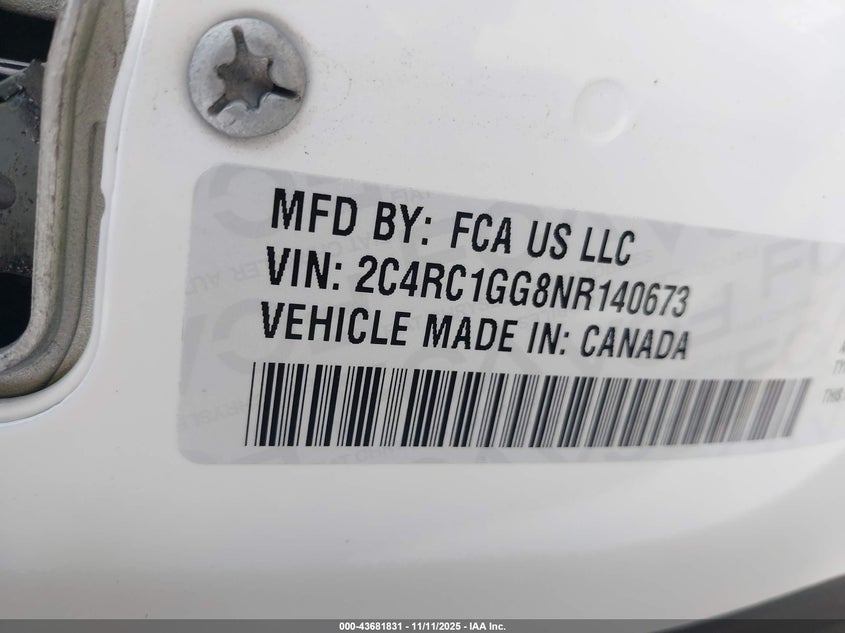 MFD BY: FCA US LLC
VIN: 2C4RC1GG8NR140673
VEHICLE MADE IN: CANADA
000-43681831 - 11/11/2025 - IAA Inc.